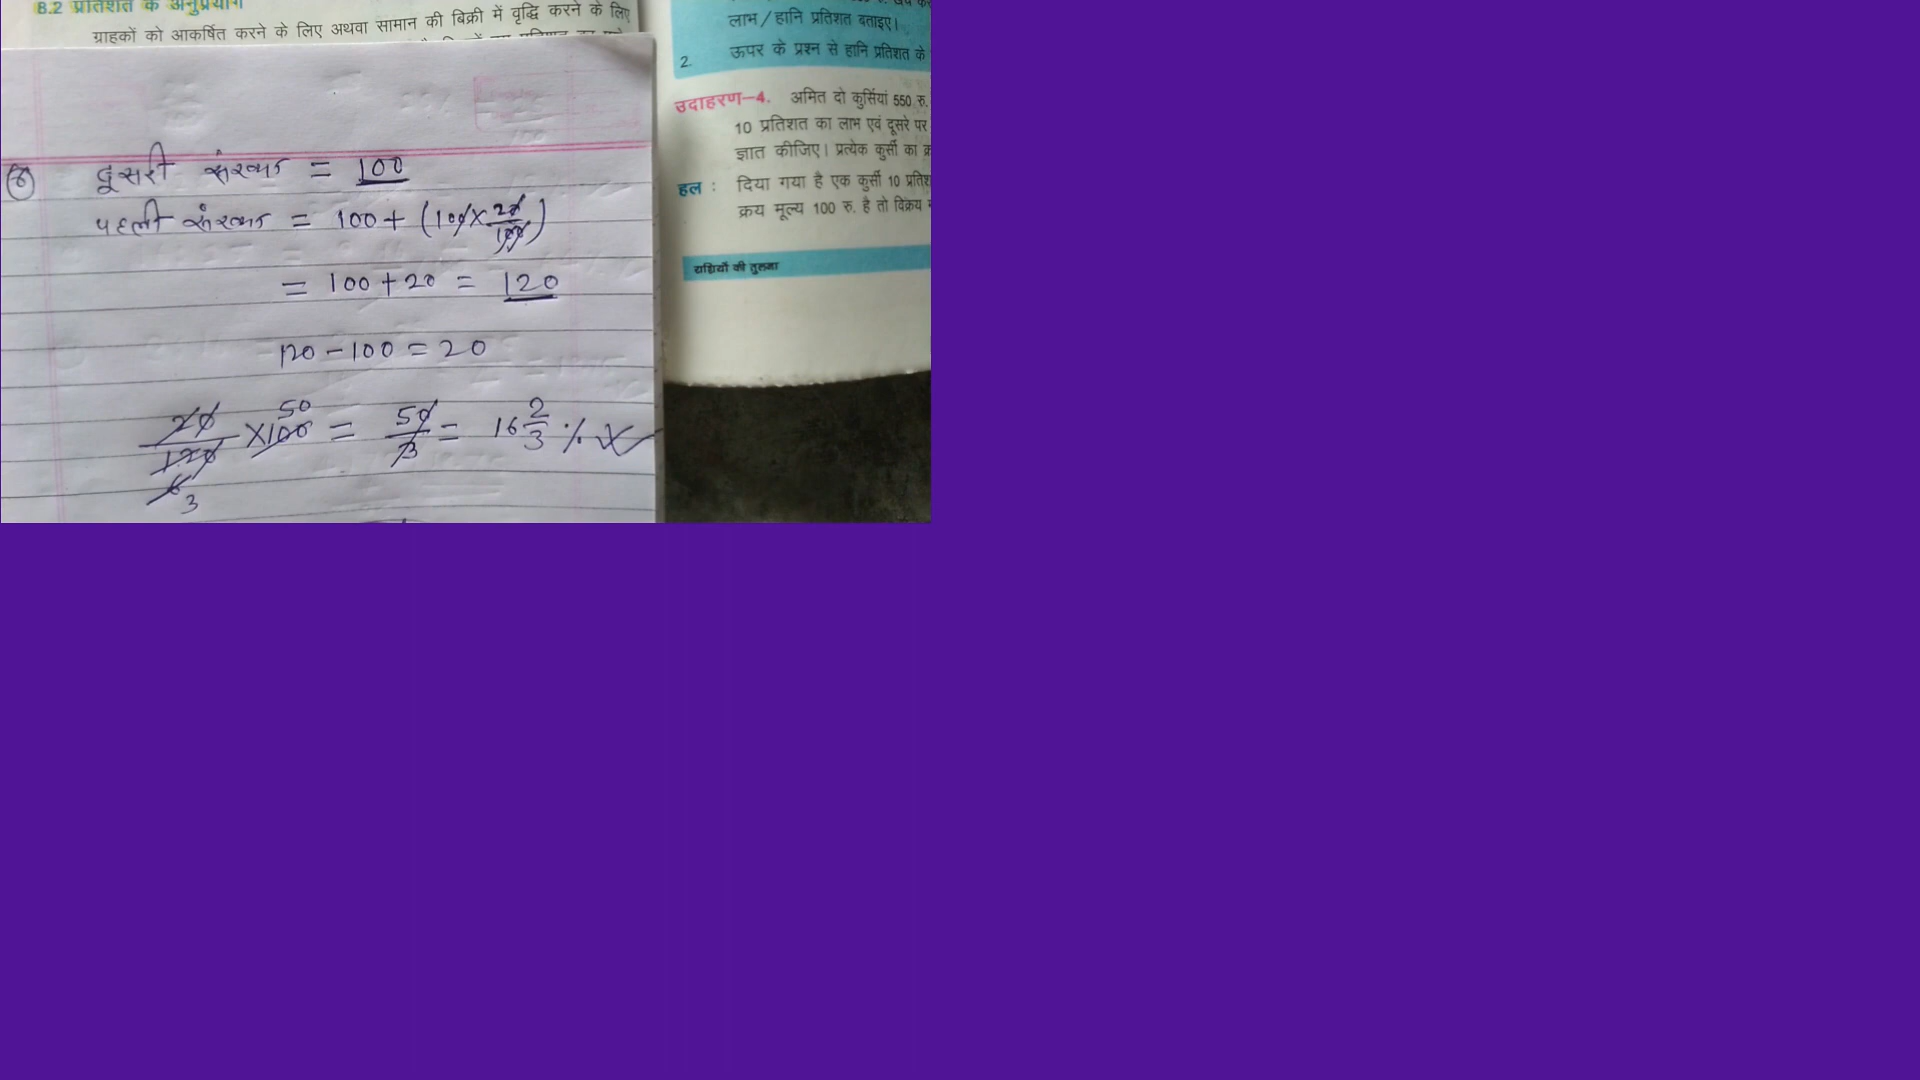 8.2 प्रतिशत के अनुप्रयोग
ग्राहकों को आकर्षित करने के लिए अथवा सामान की बिक्री में वृद्धि करने के लिए
दूसरी संख्या = 100
पहली संख्या = 100 + (100 × 20/100)
= 100 + 20 = 120
120 - 100 = 20
20/120 × 100 = 50/3 = 16 2/3 %
50
6
3
लाभ / हानि प्रतिशत बताइए।
2. ऊपर के प्रश्न से हानि प्रतिशत के
उदाहरण–4. अमित दो कुर्सियां 550 रु.
10 प्रतिशत का लाभ एवं दूसरे पर
ज्ञात कीजिए। प्रत्येक कुर्सी का
हल : दिया गया है एक कुर्सी 10
क्रय मूल्य 100 रु. है तो विक्रय
राशियों की तुलना